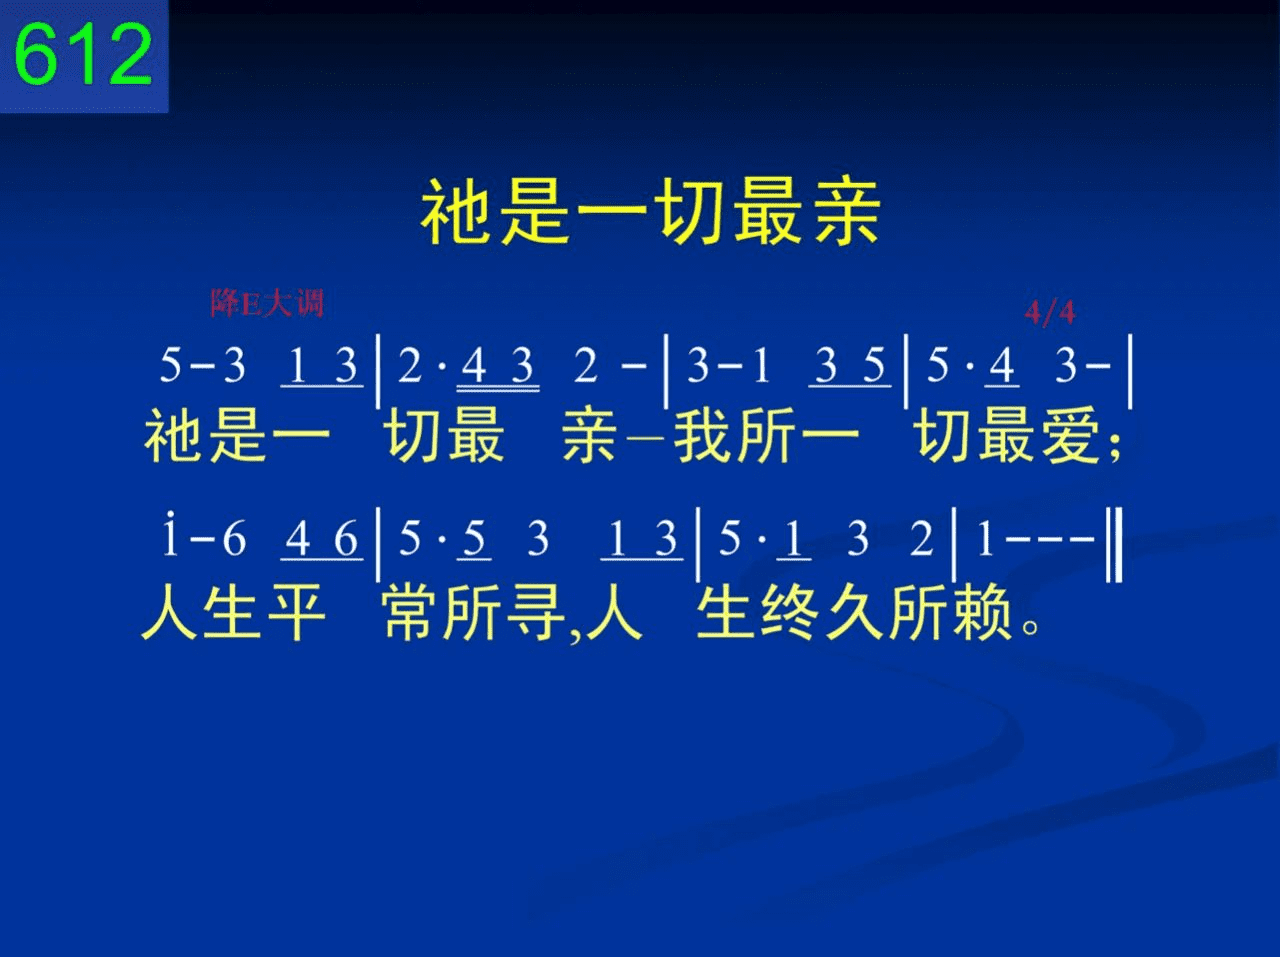 612
祂是一切最亲
降E大调 4/4
5-3 1 3|2·4 3 2 -|3-1 3 5|5·4 3-|
祂是一 切最 亲－我所一 切最爱；
i-6 4 6|5·5 3 1 3|5·1 3 2|1---‖
人生平 常所寻,人 生终久所赖。